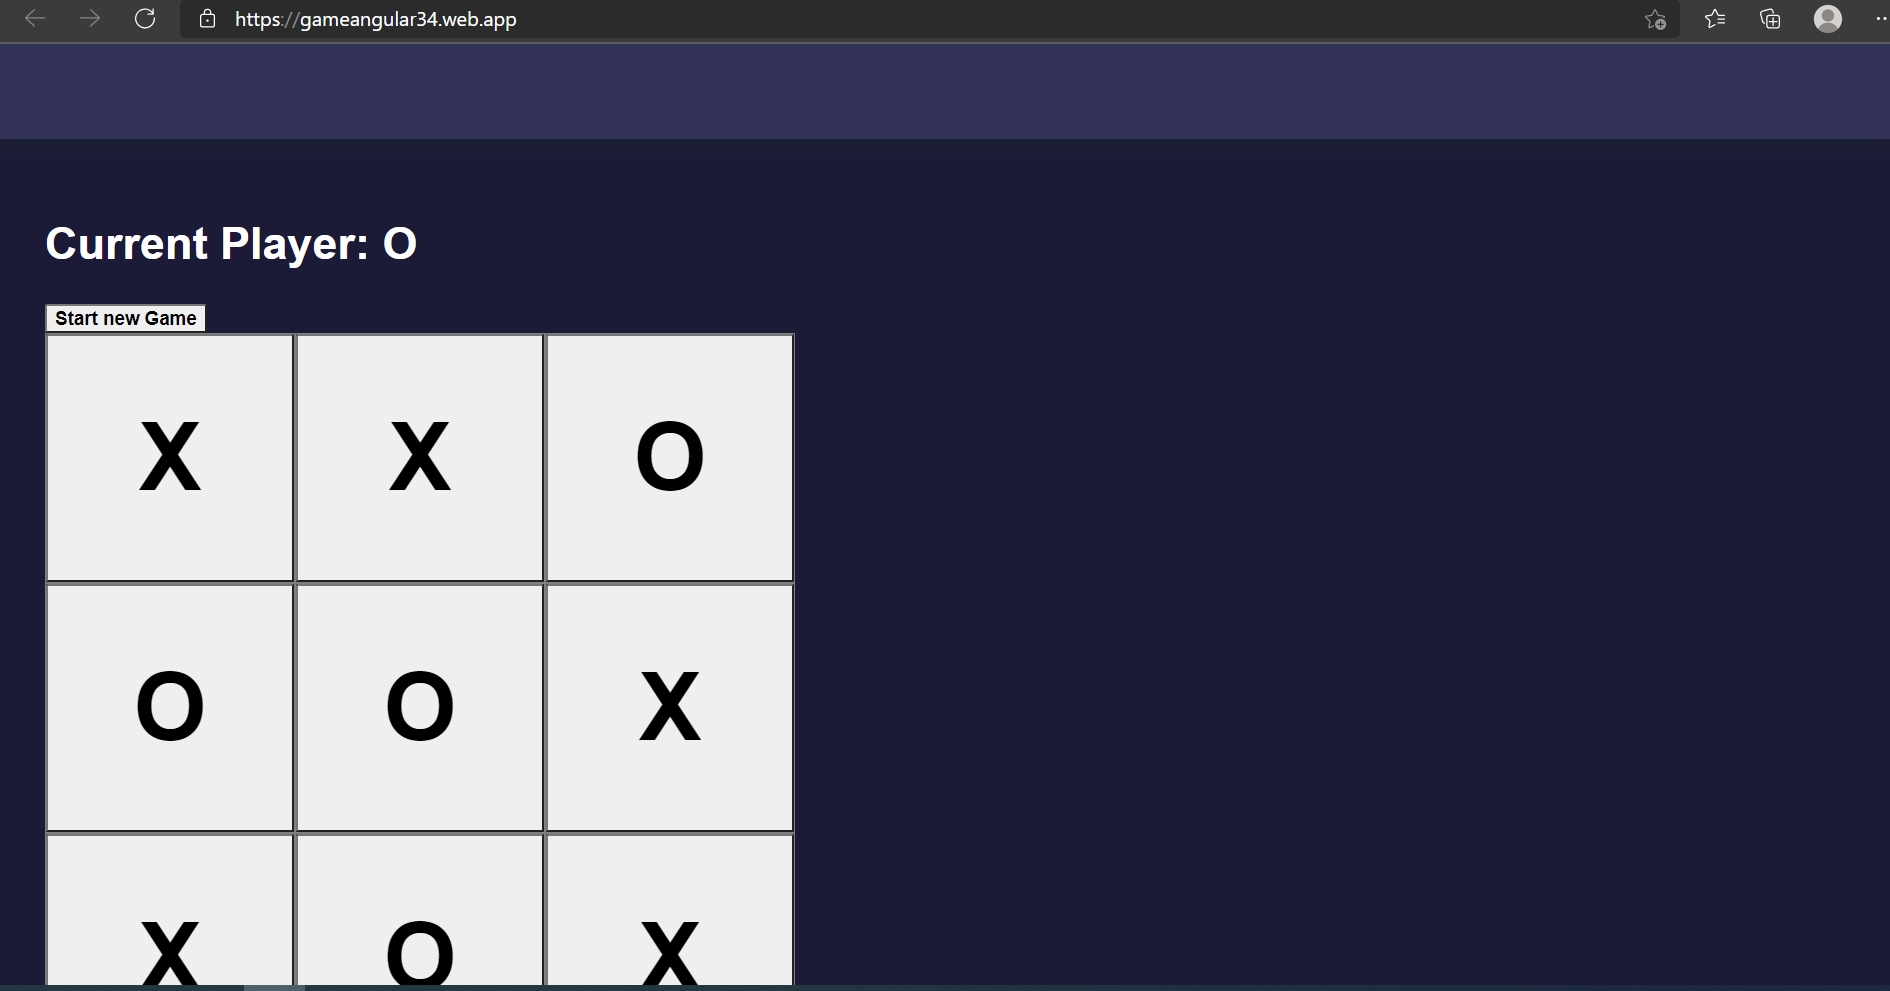 https://gameangular34.web.app
Current Player: O
Start new Game
X X O
O O X
X O X